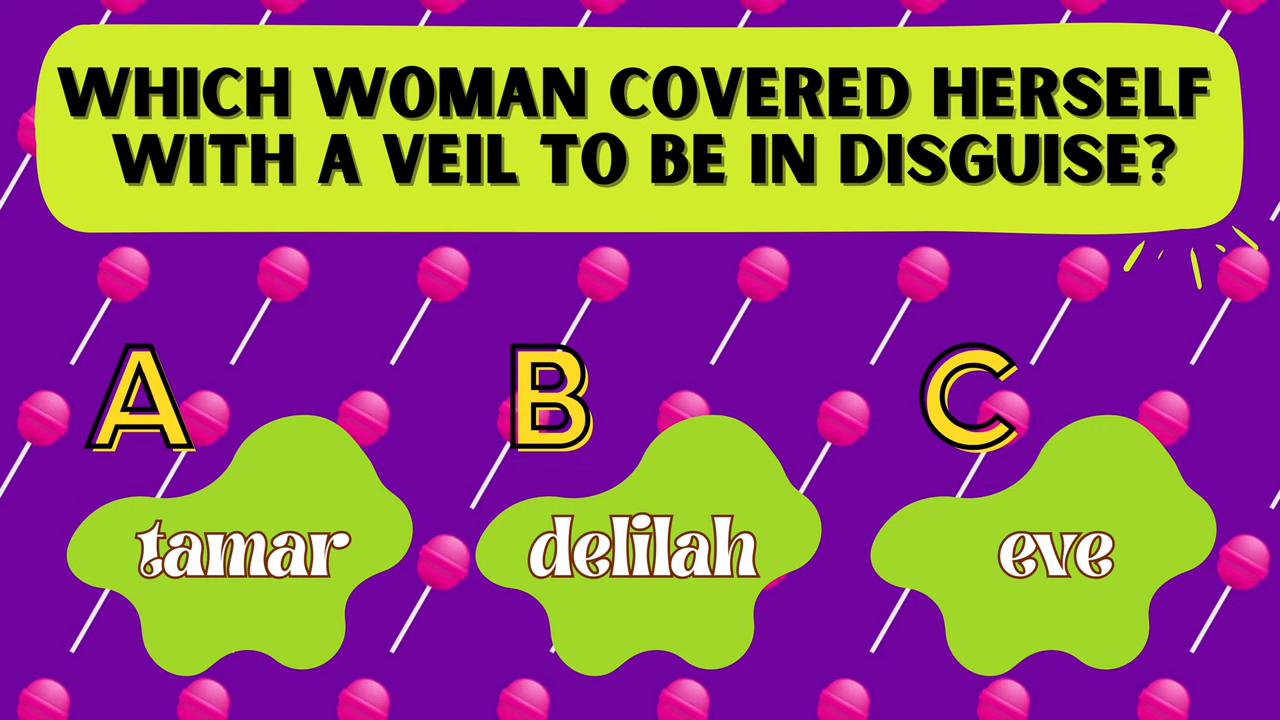 WHICH WOMAN COVERED HERSELF
WITH A VEIL TO BE IN DISGUISE?
A
tamar
B
delilah
C
eve